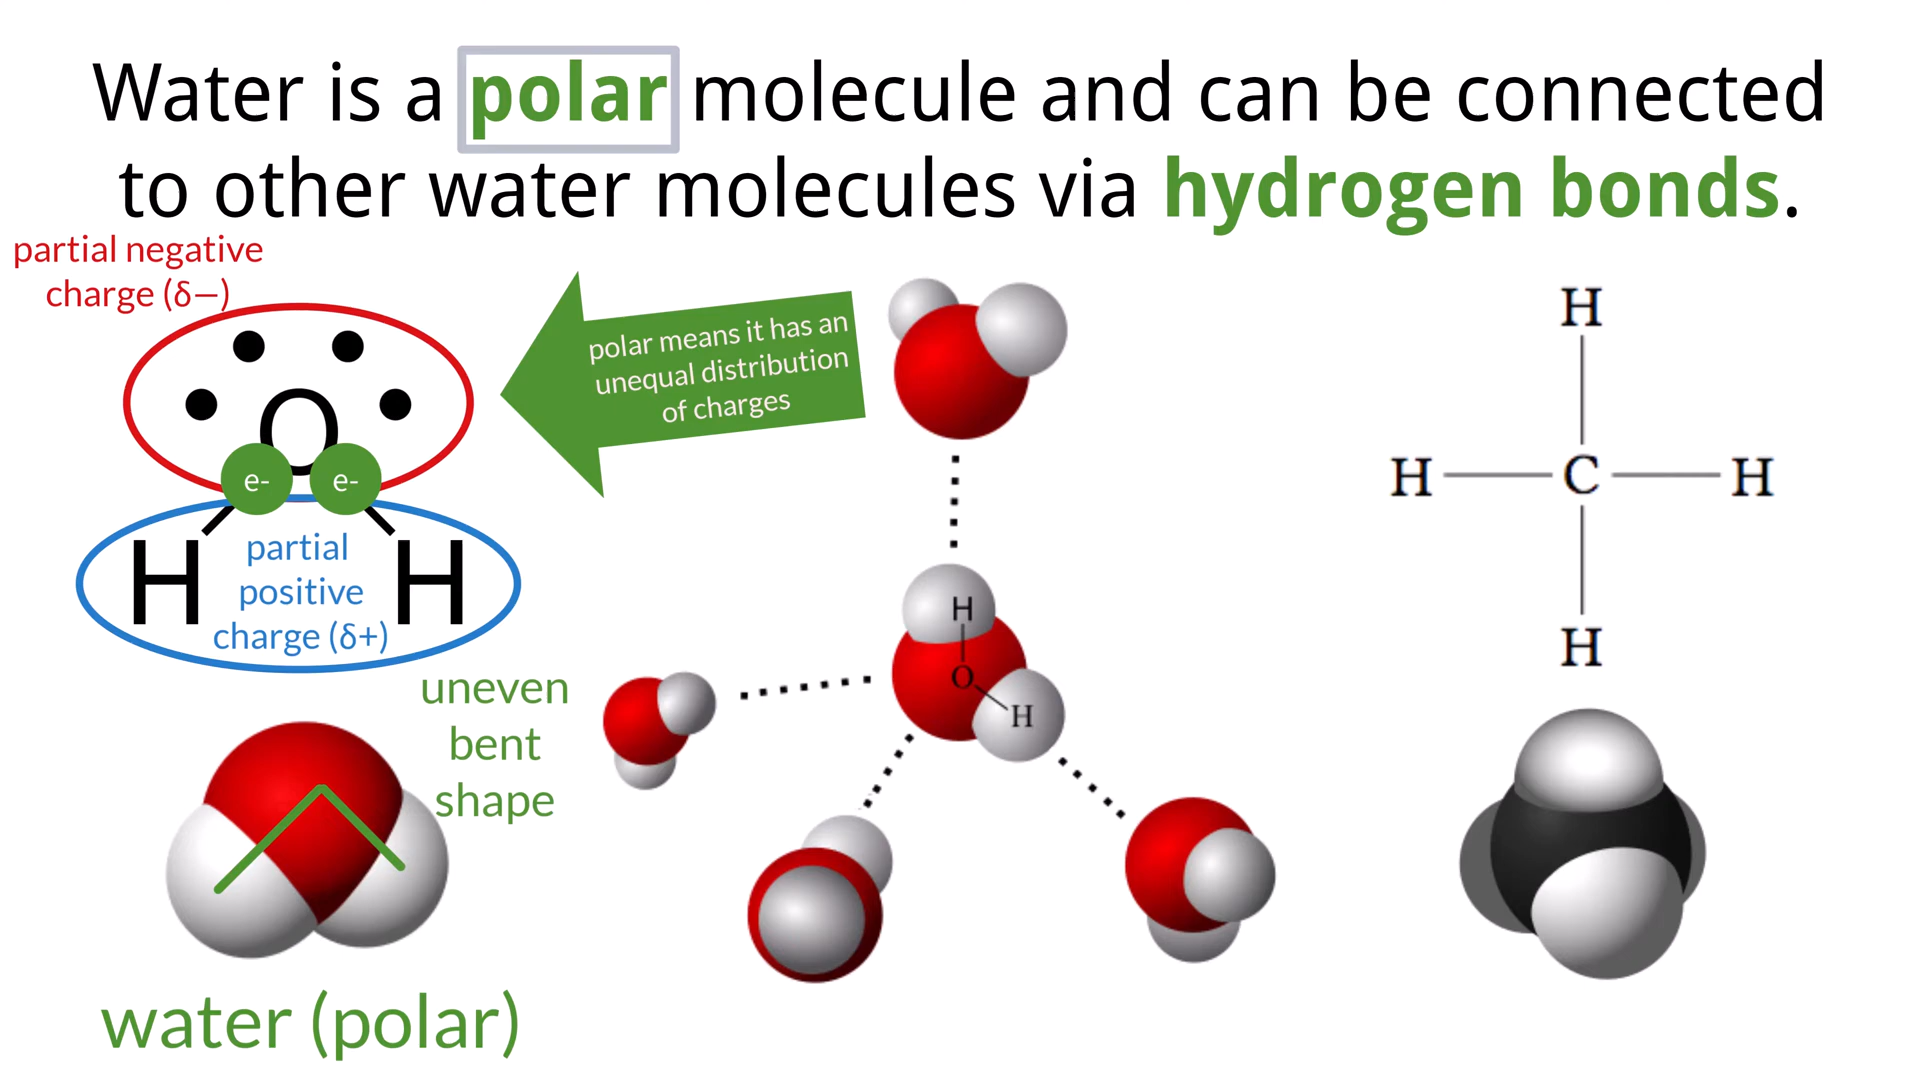 Water is a polar molecule and can be connected
to other water molecules via hydrogen bonds.
partial negative
charge (δ–)
O
e- e-
H H
partial
positive
charge (δ+)
polar means it has an
unequal distribution
of charges
uneven
bent
shape
water (polar)
H
O
H
H
H C H
H